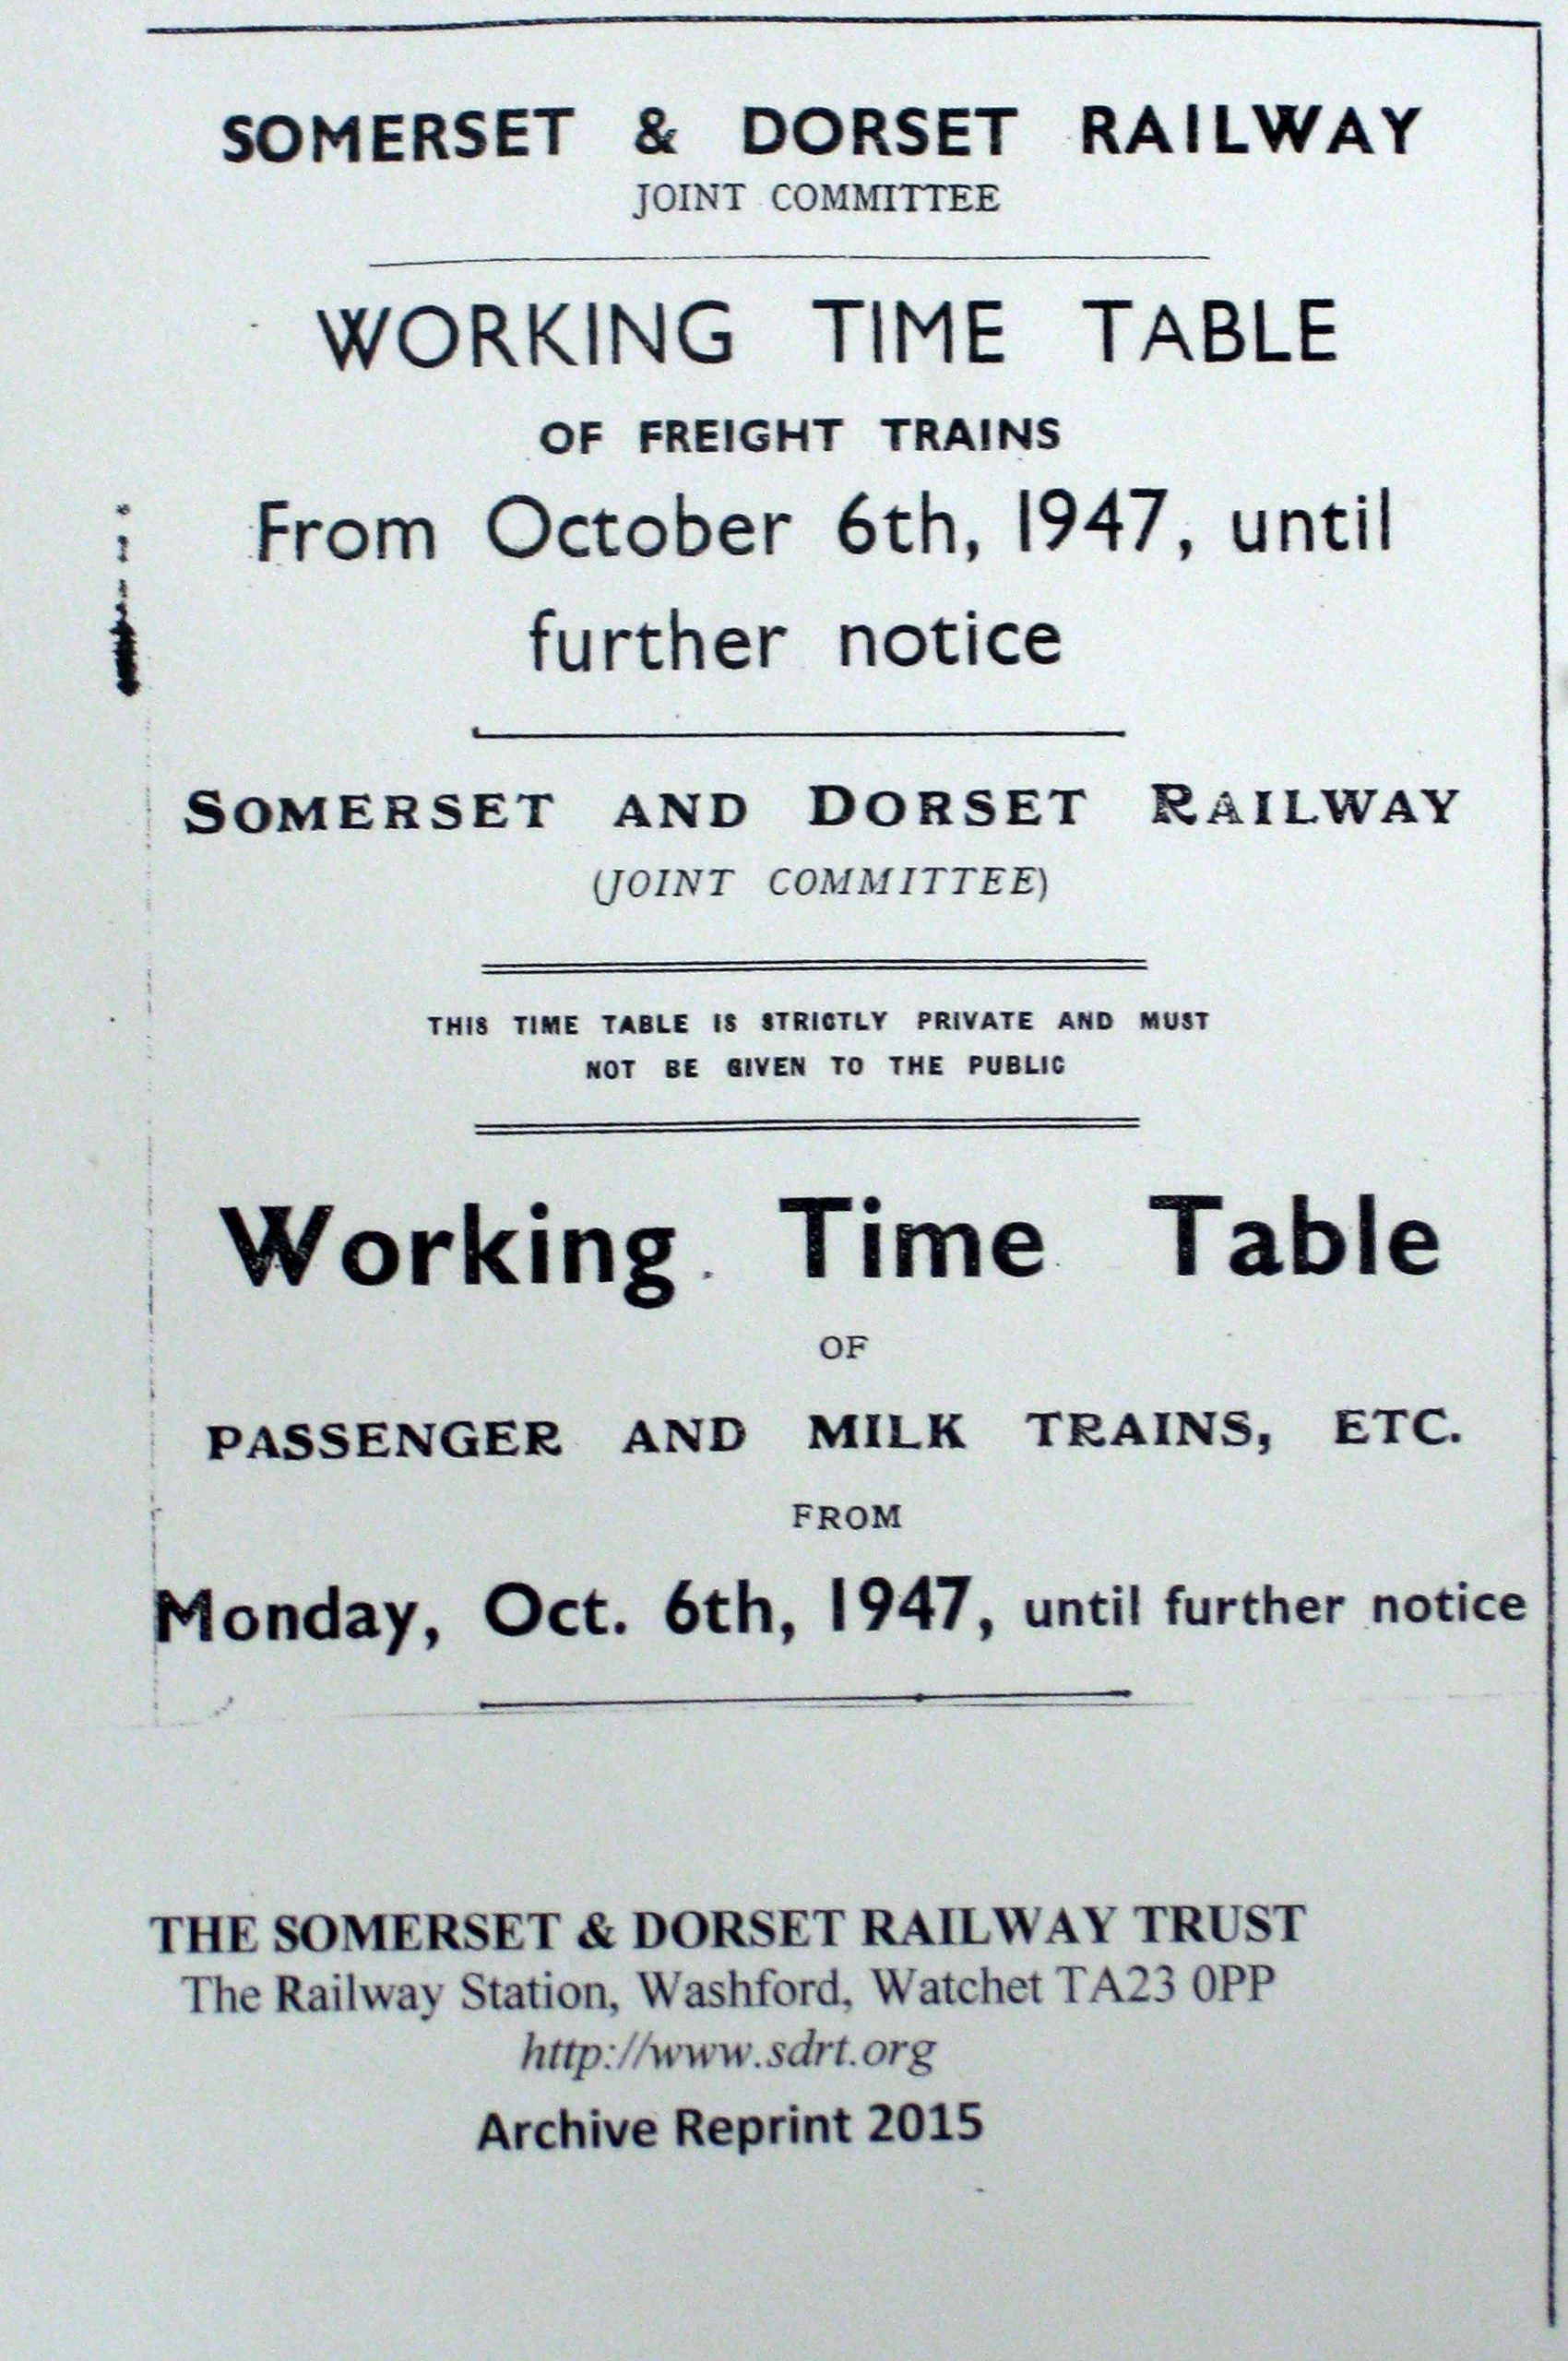 SOMERSET & DORSET RAILWAY
JOINT COMMITTEE
WORKING TIME TABLE
OF FREIGHT TRAINS
From October 6th, 1947, until
further notice
SOMERSET AND DORSET RAILWAY
(JOINT COMMITTEE)
THIS TIME TABLE IS STRICTLY PRIVATE AND MUST
NOT BE GIVEN TO THE PUBLIC
Working Time Table
OF
PASSENGER AND MILK TRAINS, ETC.
FROM
Monday, Oct. 6th, 1947, until further notice
THE SOMERSET & DORSET RAILWAY TRUST
The Railway Station, Washford, Watchet TA23 0PP
http://www.sdrt.org
Archive Reprint 2015